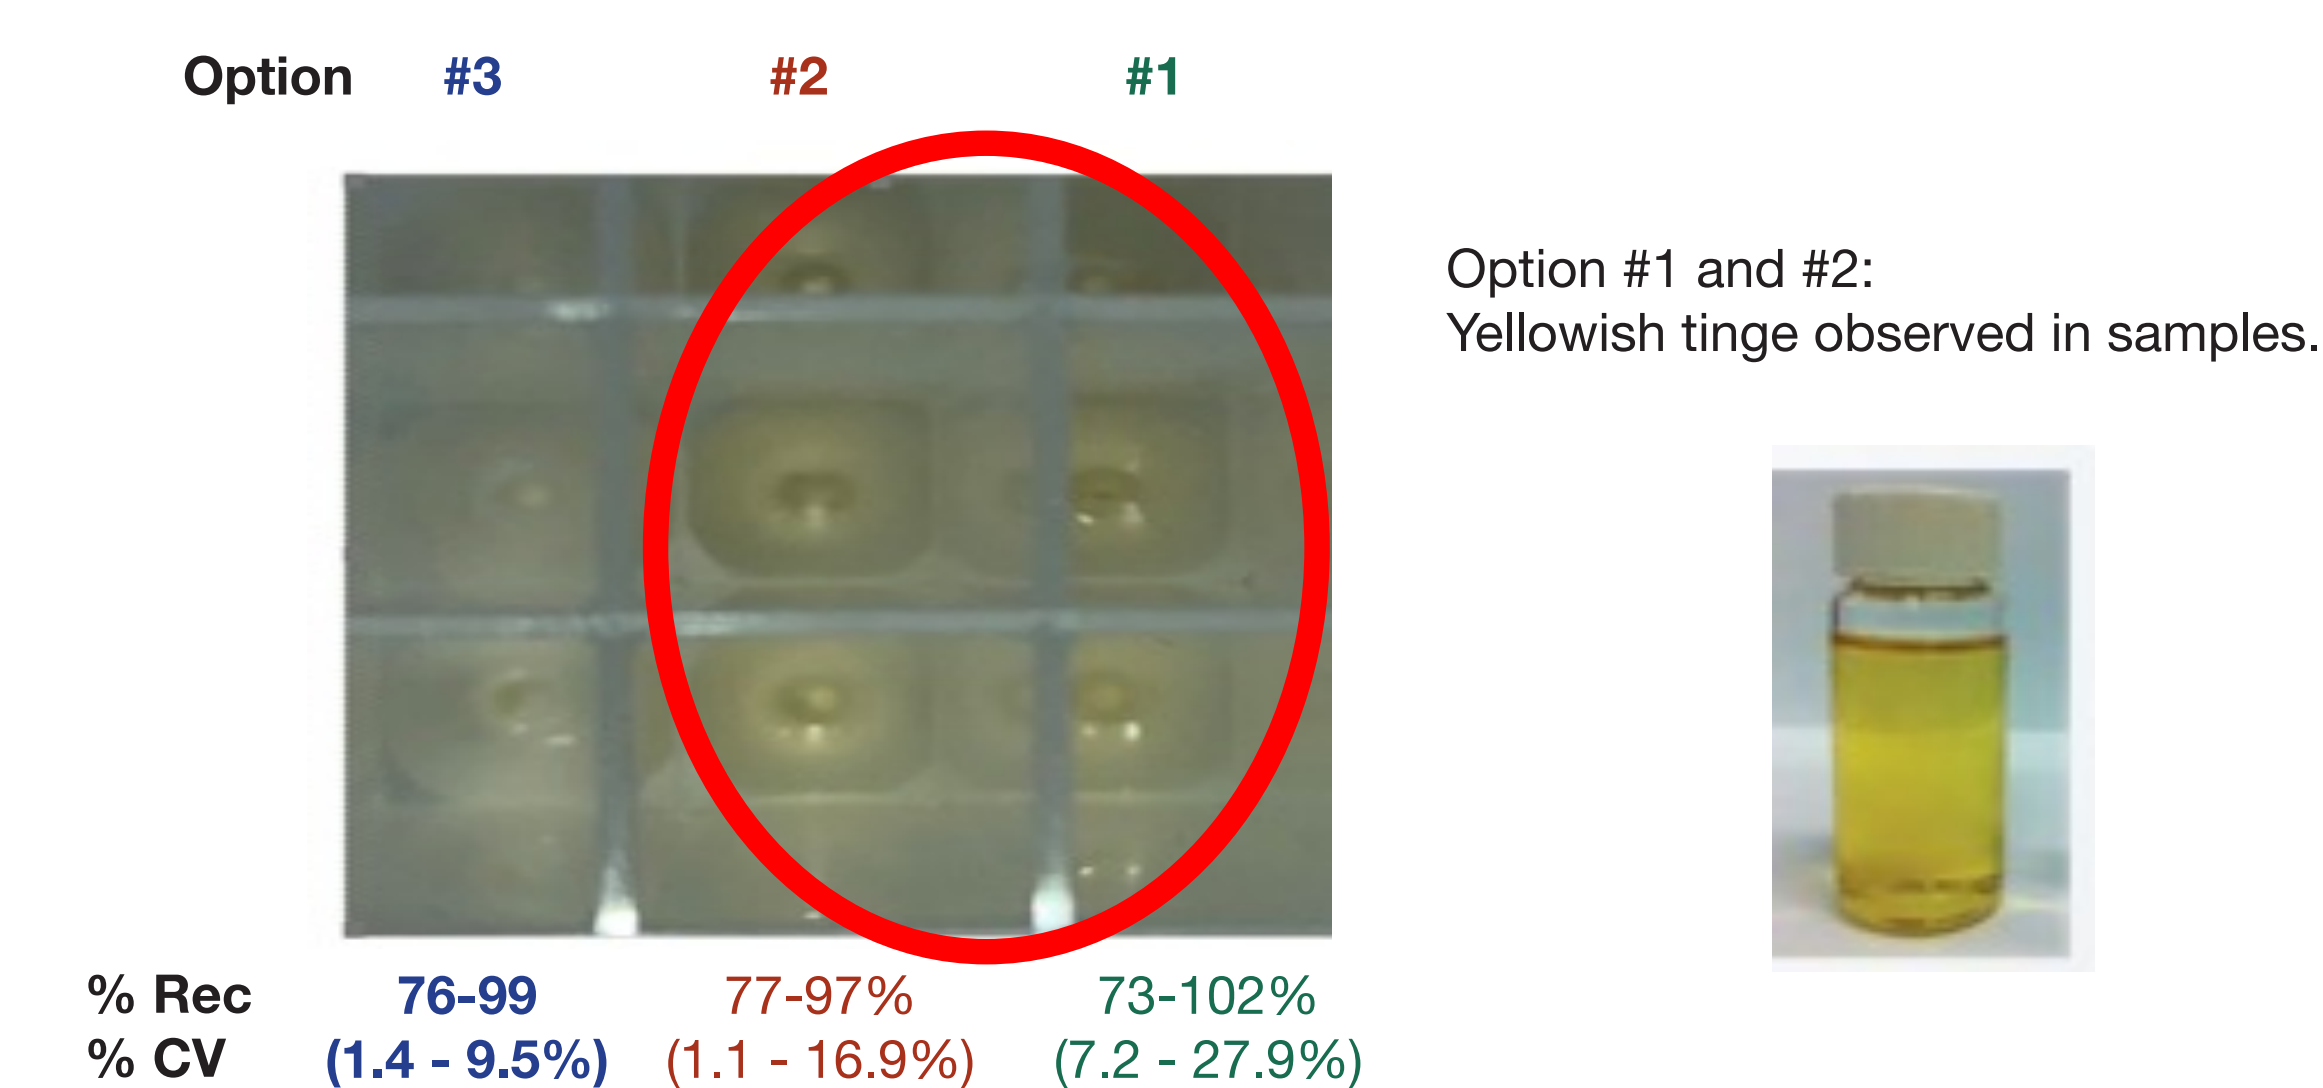 Option #3 #2 #1
Option #1 and #2:
Yellowish tinge observed in samples.
% Rec 76-99 77-97% 73-102%
% CV (1.4 - 9.5%) (1.1 - 16.9%) (7.2 - 27.9%)